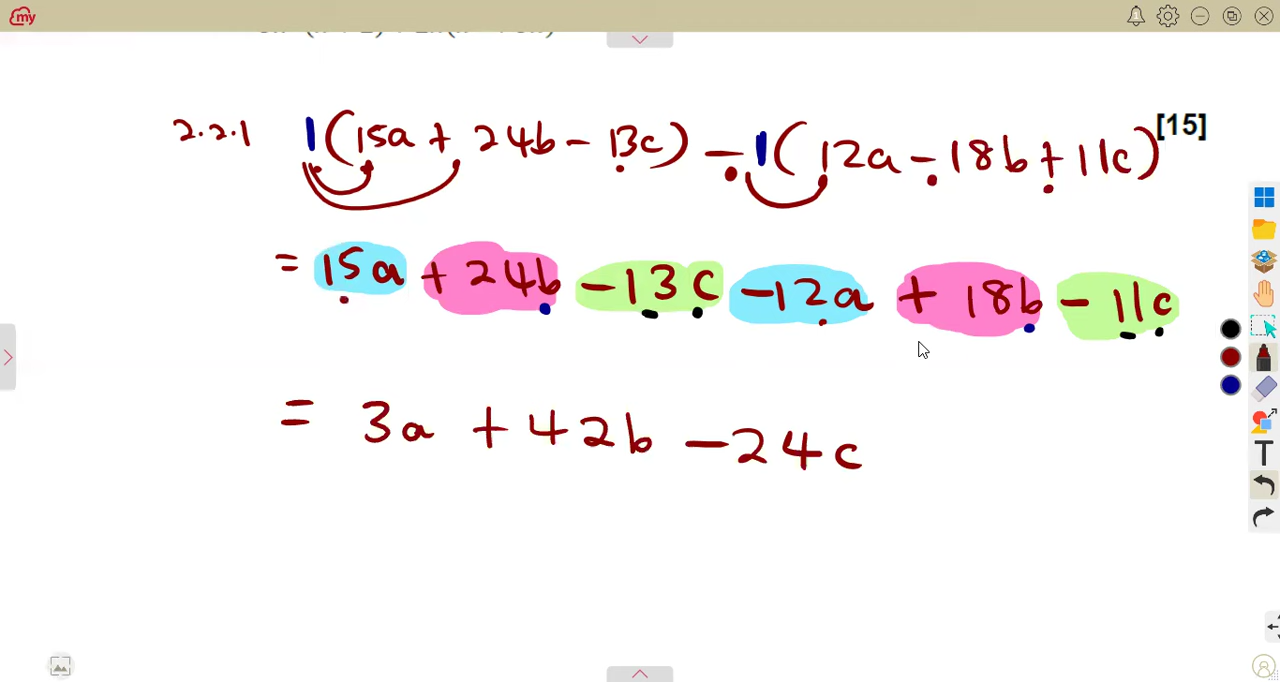 my
2.2.1 1(15a + 24b - 13c) - 1(12a - 18b + 11c) [15]
= 15a + 24b - 13c - 12a + 18b - 11c
= 3a + 42b - 24c
T